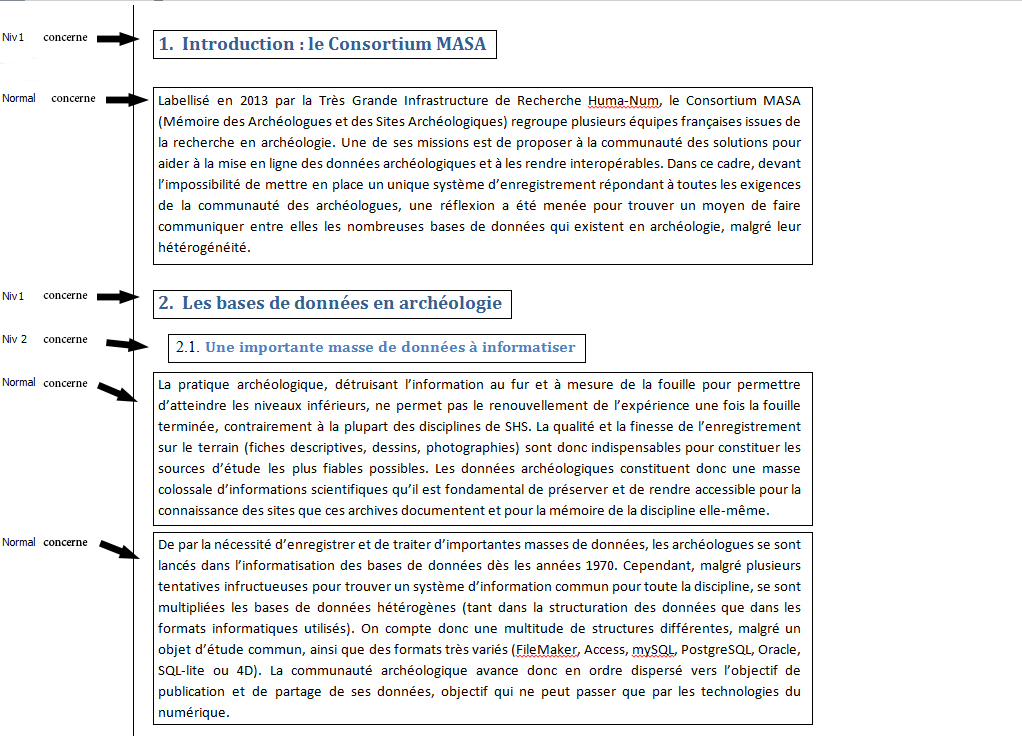 Niv1 concerne 1. Introduction : le Consortium MASA
Normal concerne Labellisé en 2013 par la Très Grande Infrastructure de Recherche Huma-Num, le Consortium MASA
(Mémoire des Archéologues et des Sites Archéologiques) regroupe plusieurs équipes françaises issues de
la recherche en archéologie. Une de ses missions est de proposer à la communauté des solutions pour
aider à la mise en ligne des données archéologiques et à les rendre interopérables. Dans ce cadre, devant
l’impossibilité de mettre en place un unique système d’enregistrement répondant à toutes les exigences
de la communauté des archéologues, une réflexion a été menée pour trouver un moyen de faire
communiquer entre elles les nombreuses bases de données qui existent en archéologie, malgré leur
hétérogénéité.
Niv1 concerne 2. Les bases de données en archéologie
Niv 2 concerne 2.1. Une importante masse de données à informatiser
Normal concerne La pratique archéologique, détruisant l’information au fur et à mesure de la fouille pour permettre
d’atteindre les niveaux inférieurs, ne permet pas le renouvellement de l’expérience une fois la fouille
terminée, contrairement à la plupart des disciplines de SHS. La qualité et la finesse de l’enregistrement
sur le terrain (fiches descriptives, dessins, photographies) sont donc indispensables pour constituer les
sources d’étude les plus fiables possibles. Les données archéologiques constituent donc une masse
colossale d’informations scientifiques qu’il est fondamental de préserver et de rendre accessible pour la
connaissance des sites que ces archives documentent et pour la mémoire de la discipline elle-même.
Normal concerne De par la nécessité d’enregistrer et de traiter d’importantes masses de données, les archéologues se sont
lancés dans l’informatisation des bases de données dès les années 1970. Cependant, malgré plusieurs
tentatives infructueuses pour trouver un système d’information commun pour toute la discipline, se sont
multipliées les bases de données hétérogènes (tant dans la structuration des données que dans les
formats informatiques utilisés). On compte donc une multitude de structures différentes, malgré un
objet d’étude commun, ainsi que des formats très variés (FileMaker, Access, mySQL, PostgreSQL, Oracle,
SQL-lite ou 4D). La communauté archéologique avance donc en ordre dispersé vers l’objectif de
publication et de partage de ses données, objectif qui ne peut passer que par les technologies du
numérique.